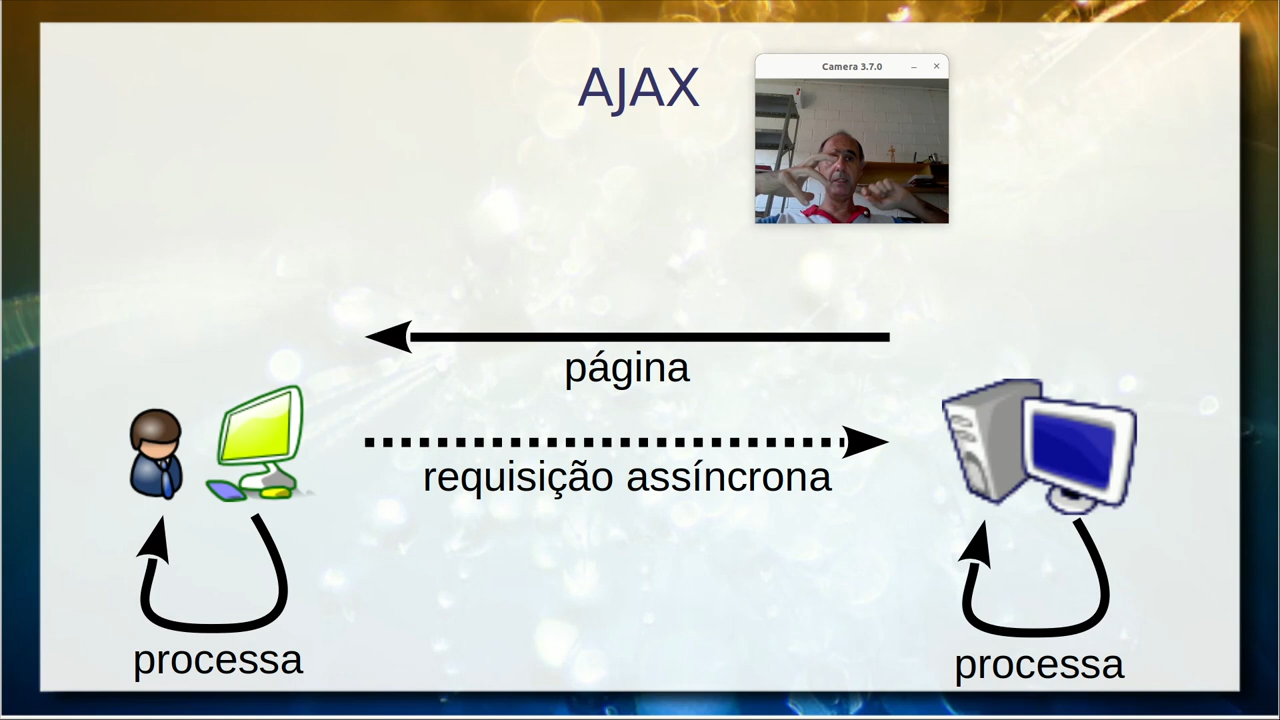 AJAX
Camera 3.7.0
página
requisição assíncrona
processa
processa